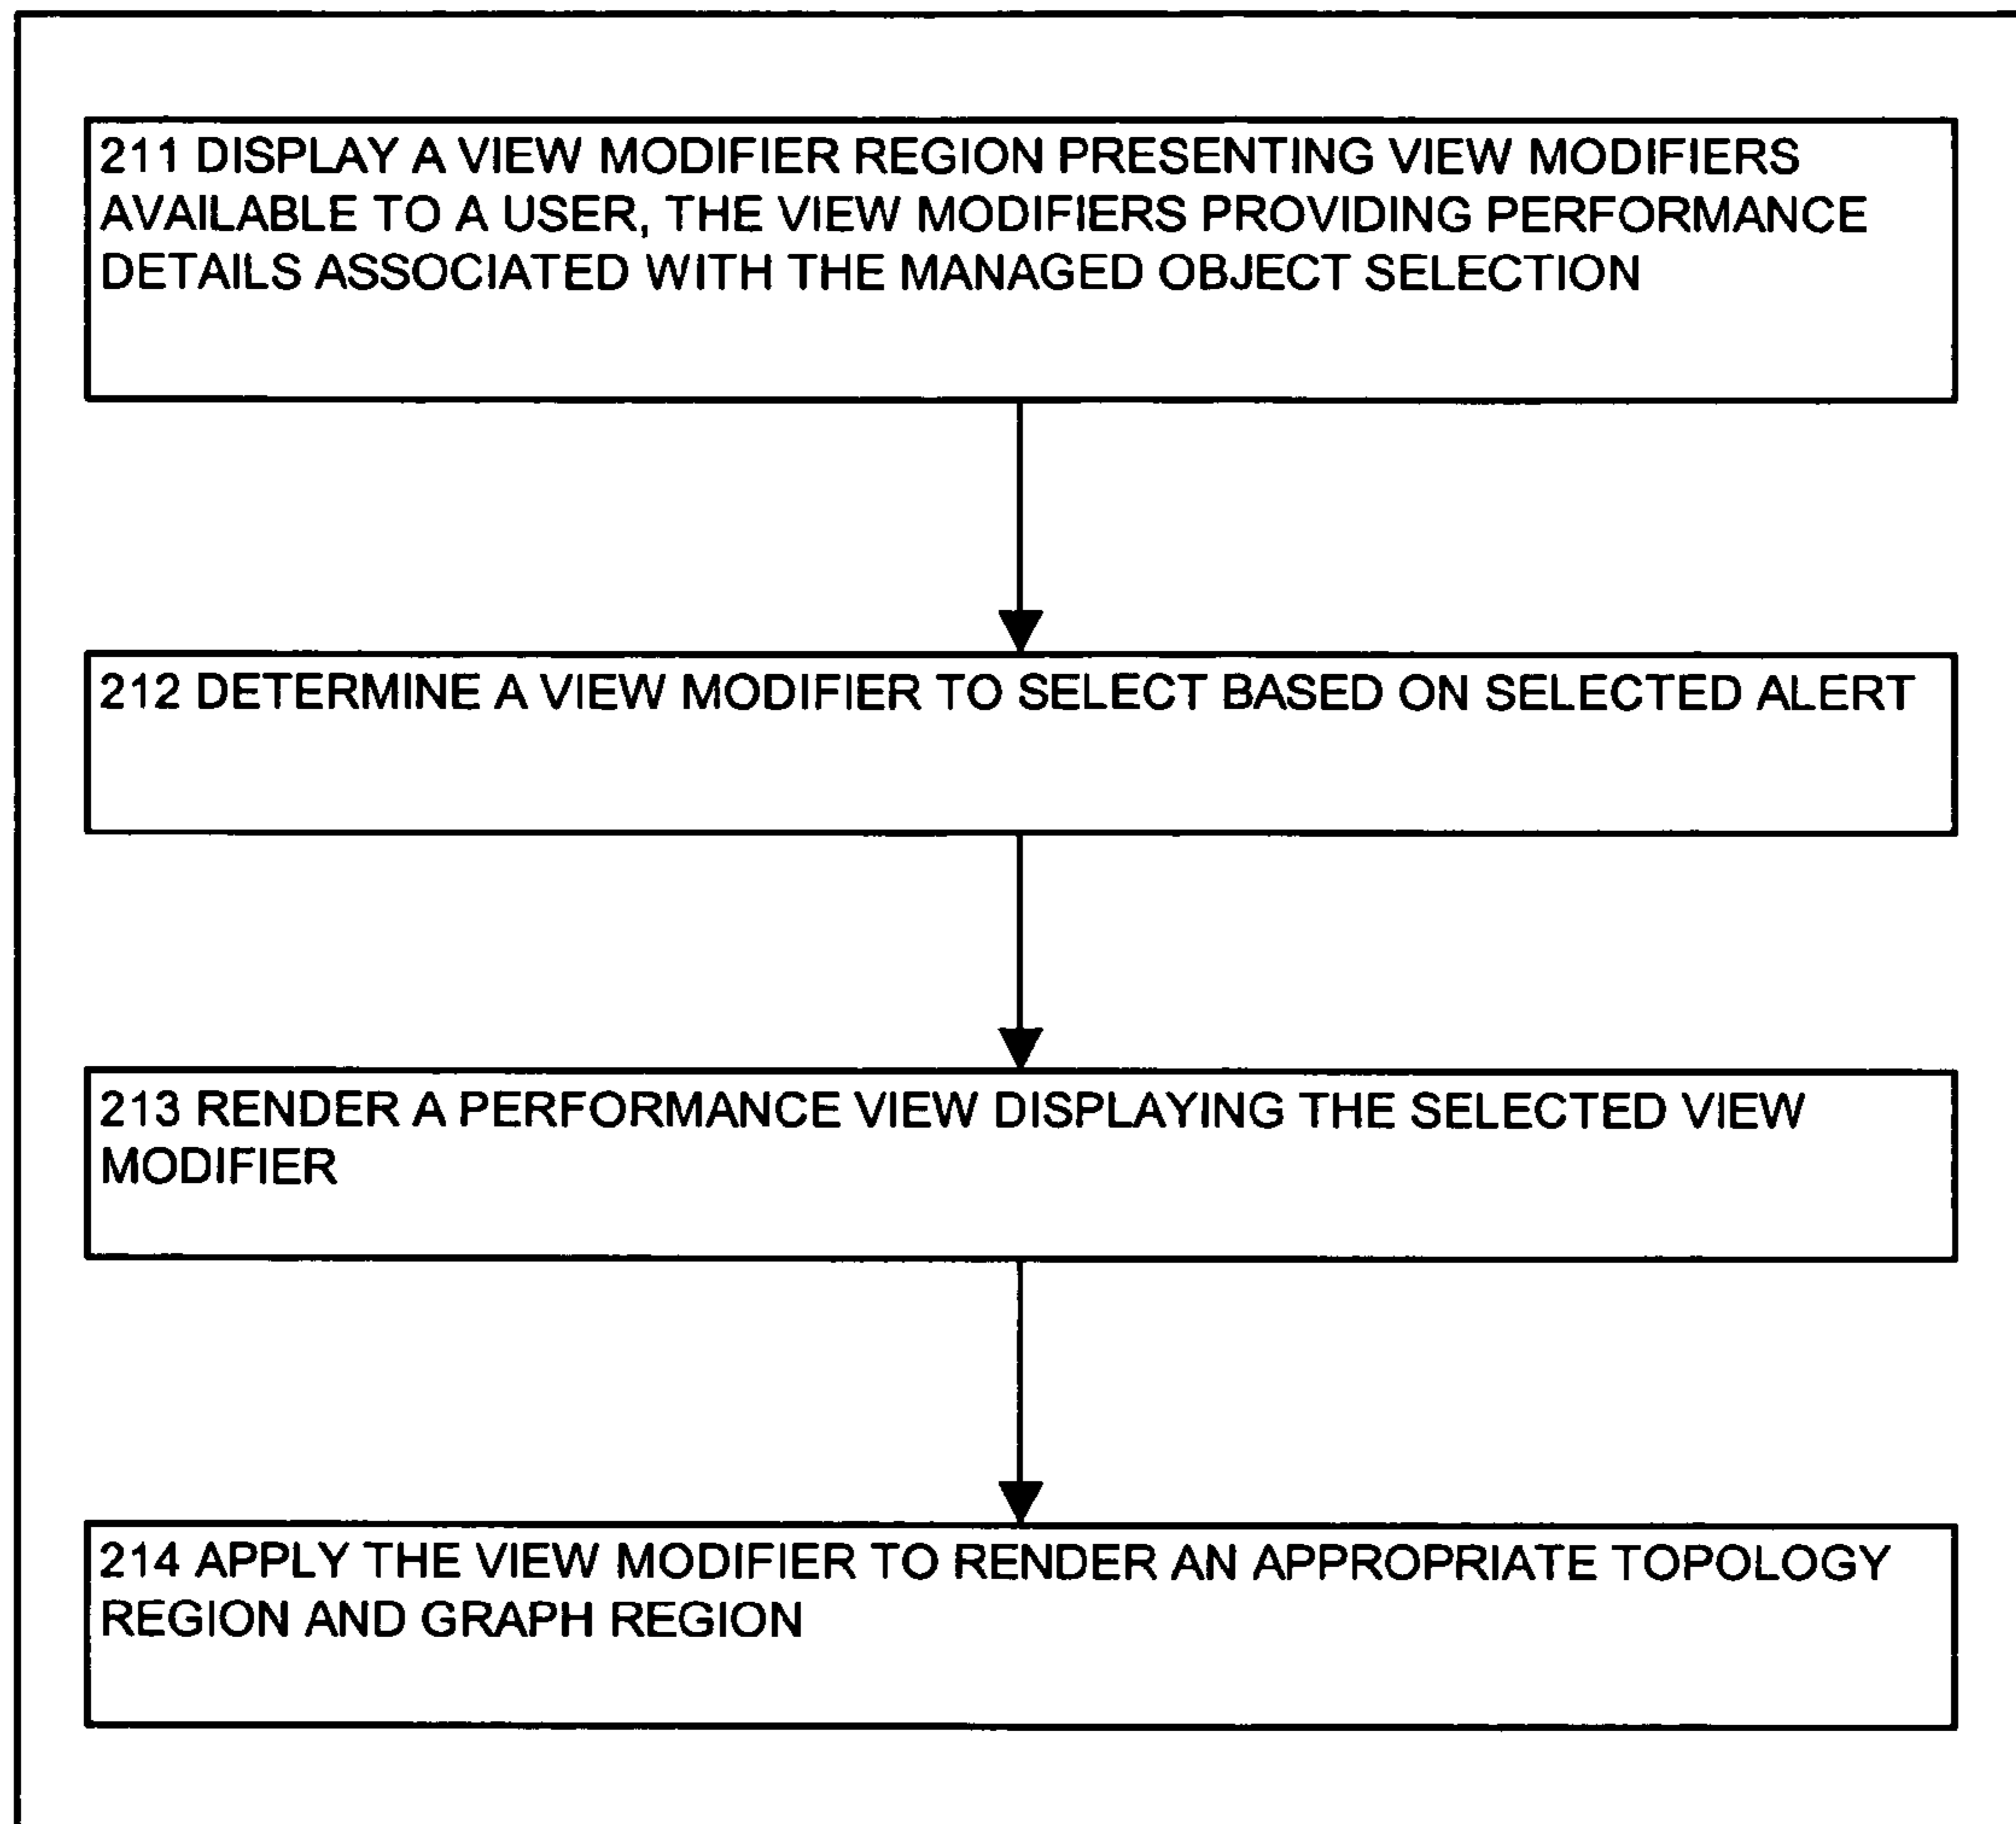 211 DISPLAY A VIEW MODIFIER REGION PRESENTING VIEW MODIFIERS
AVAILABLE TO A USER, THE VIEW MODIFIERS PROVIDING PERFORMANCE
DETAILS ASSOCIATED WITH THE MANAGED OBJECT SELECTION
212 DETERMINE A VIEW MODIFIER TO SELECT BASED ON SELECTED ALERT
213 RENDER A PERFORMANCE VIEW DISPLAYING THE SELECTED VIEW
MODIFIER
214 APPLY THE VIEW MODIFIER TO RENDER AN APPROPRIATE TOPOLOGY
REGION AND GRAPH REGION